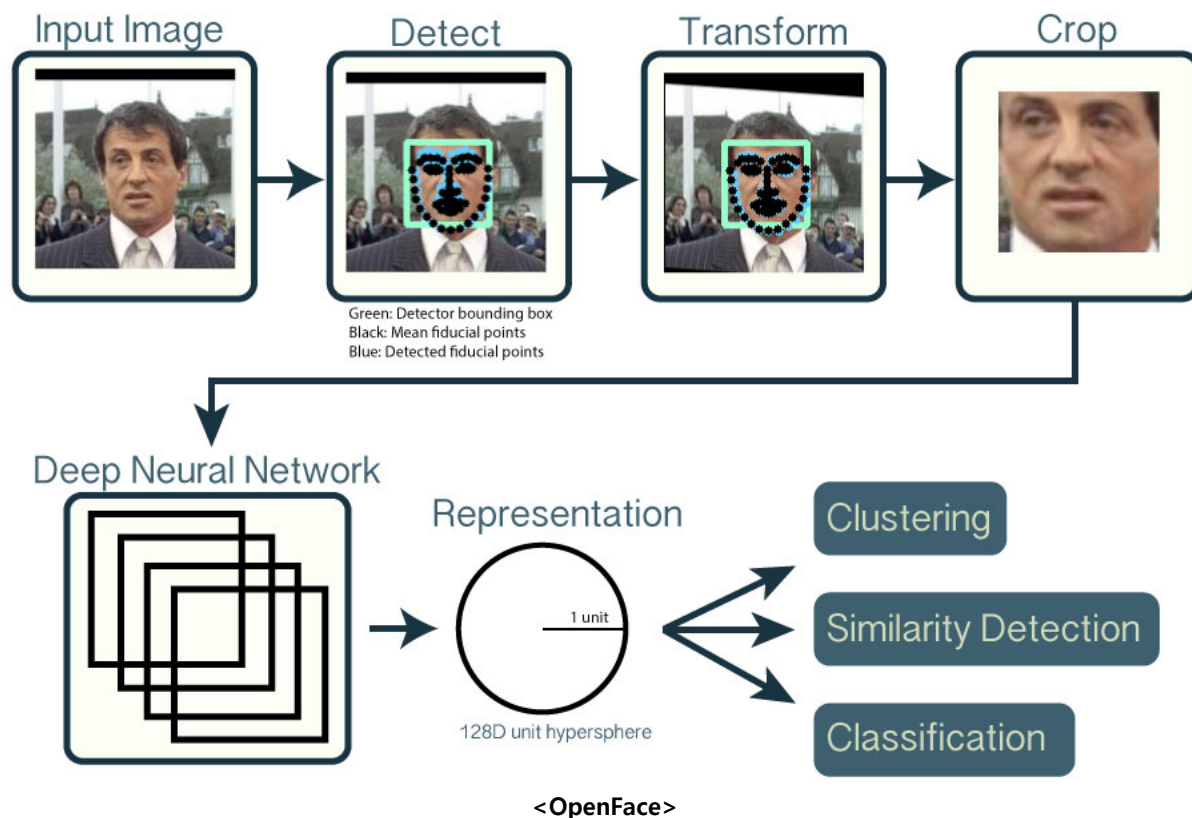 Input Image
Detect
Transform
Crop
Green: Detector bounding box
Black: Mean fiducial points
Blue: Detected fiducial points
Deep Neural Network
Representation
1 unit
128D unit hypersphere
Clustering
Similarity Detection
Classification
<OpenFace>